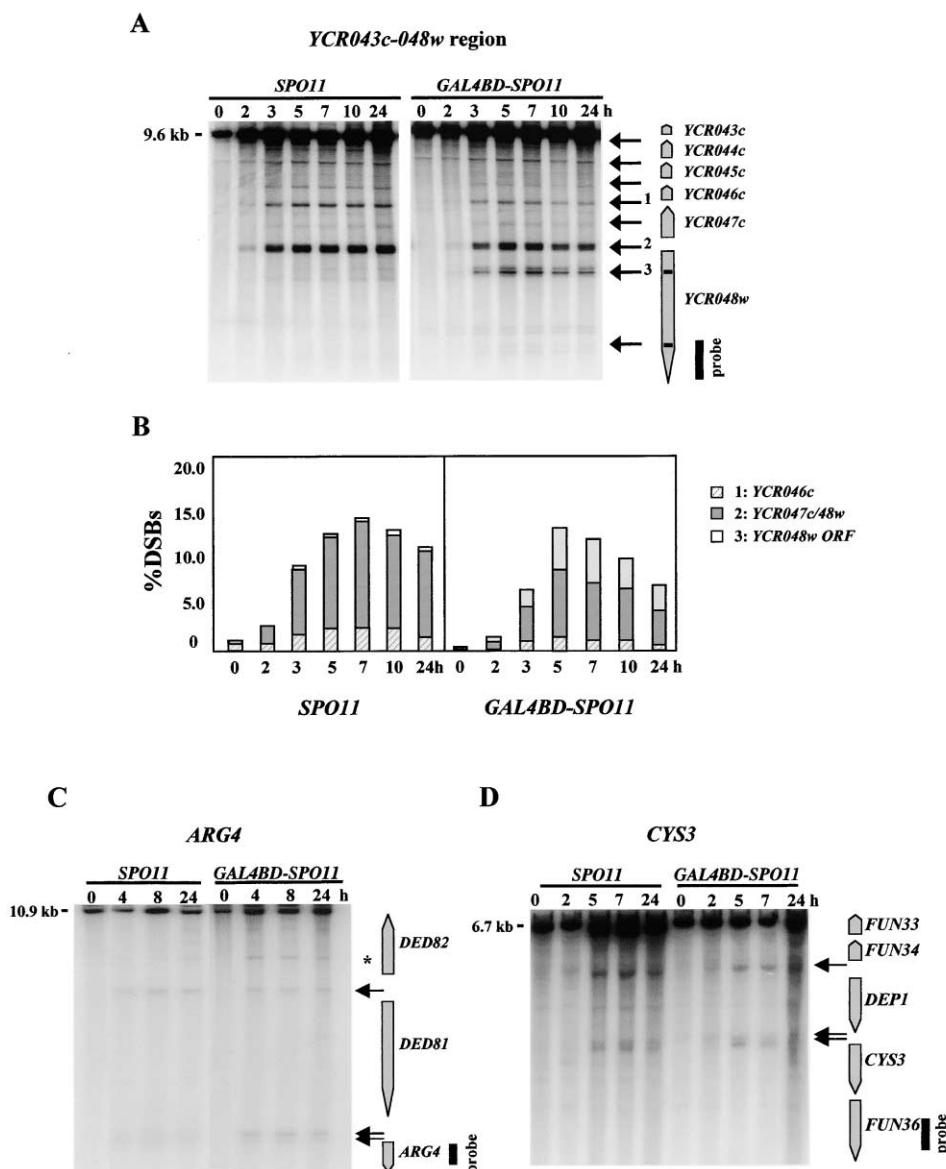 A
YCR043c-048w region
SPO11
GAL4BD-SPO11
0 2 3 5 7 10 24
0 2 3 5 7 10 24 h
9.6 kb -
YCR043c
YCR044c
YCR045c
1
YCR046c
YCR047c
2
3
YCR048w
probe
B
%DSBs
20.0
15.0
10.0
5.0
0
1: YCR046c
2: YCR047c/48w
3: YCR048w ORF
0 2 3 5 7 10 24h
0 2 3 5 7 10 24h
SPO11
GAL4BD-SPO11
C
ARG4
SPO11
GAL4BD-SPO11
0 4 8 24
0 4 8 24 h
10.9 kb -
DED82
*
DED81
ARG4
probe
D
CYS3
SPO11
GAL4BD-SPO11
0 2 5 7 24
0 2 5 7 24 h
6.7 kb -
FUN33
FUN34
DEP1
CYS3
FUN36
probe